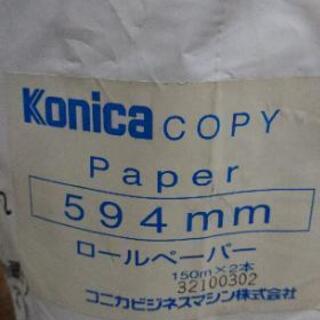 Konica COPY
Paper
594mm
ロールペーパー
150m×2本
32100302
コニカビジネスマシン株式会社